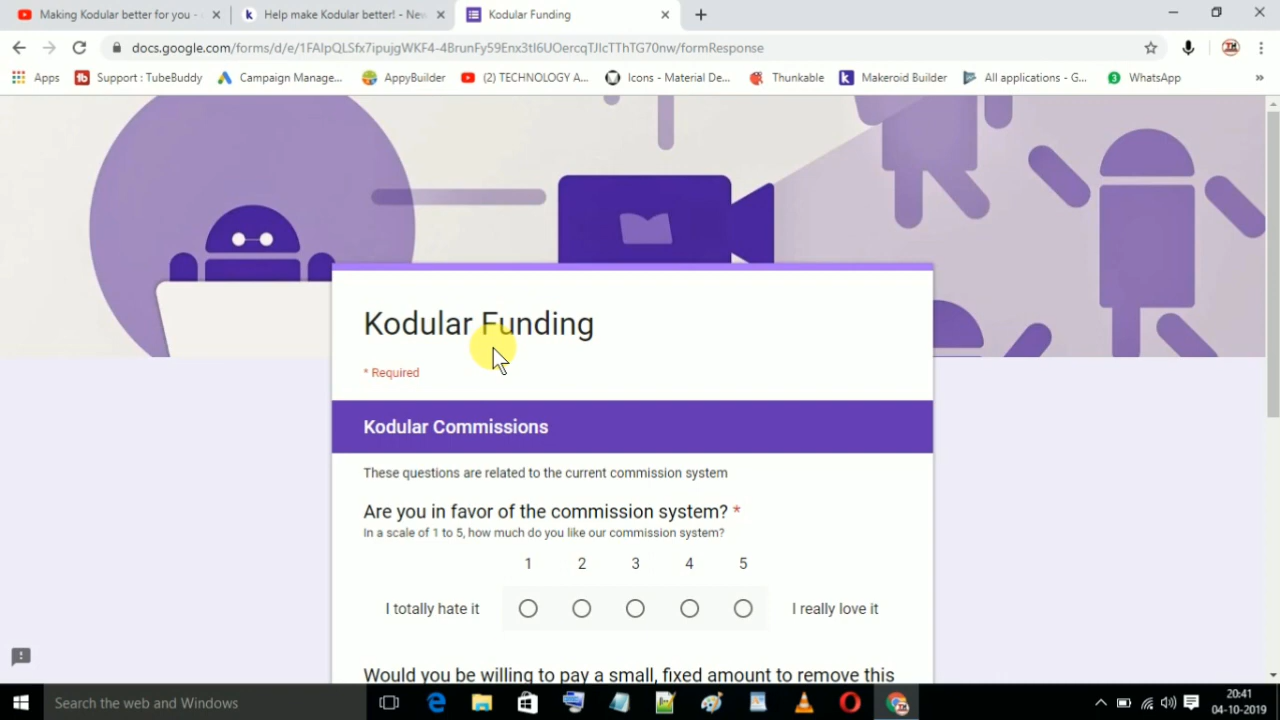 Making Kodular better for you -
Help make Kodular better! - New
Kodular Funding
docs.google.com/forms/d/e/1FAIpQLSfx7ipujgWKF4-4BrunFy59Enx3tI6UOercqTJIcTThTG70nw/formResponse
Apps
Support : TubeBuddy
Campaign Manage...
AppyBuilder
(2) TECHNOLOGY A...
Icons - Material De...
Thunkable
Makeroid Builder
All applications - G...
3
WhatsApp
»
Kodular Funding
* Required
Kodular Commissions
These questions are related to the current commission system
Are you in favor of the commission system? *
In a scale of 1 to 5, how much do you like our commission system?
1 2 3 4 5
I totally hate it
I really love it
Would you be willing to pay a small, fixed amount to remove this
Search the web and Windows
20:41
04-10-2019